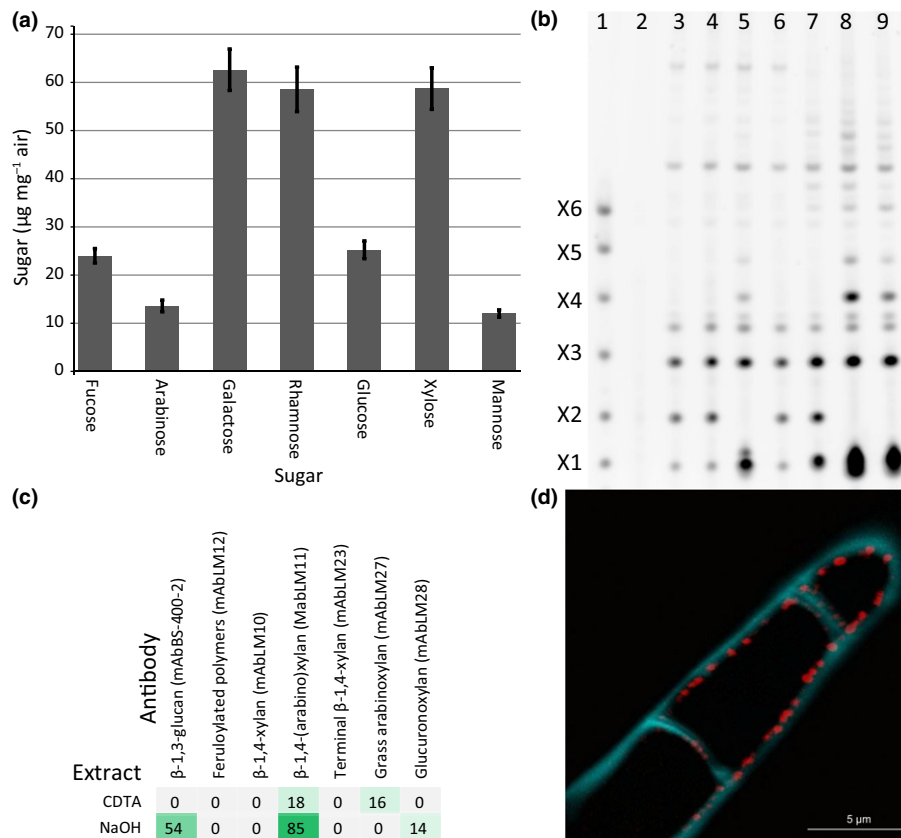 (a)
70
60
50
40
30
20
10
0
Sugar (µg mg⁻¹ air)
Fucose
Arabinose
Galactose
Rhamnose
Glucose
Xylose
Mannose
Sugar
(b)
1 2 3 4 5 6 7 8 9
X6
X5
X4
X3
X2
X1
(c)
Antibody
β-1,3-glucan (mAbBS-400-2)
Feruloylated polymers (mAbLM12)
β-1,4-xylan (mAbLM10)
β-1,4-(arabino)xylan (MabLM11)
Terminal β-1,4-xylan (mAbLM23)
Grass arabinoxylan (mAbLM27)
Glucuronoxylan (mAbLM28)
Extract
CDTA 0 0 0 18 0 16 0
NaOH 54 0 0 85 0 0 14
(d)
5 µm